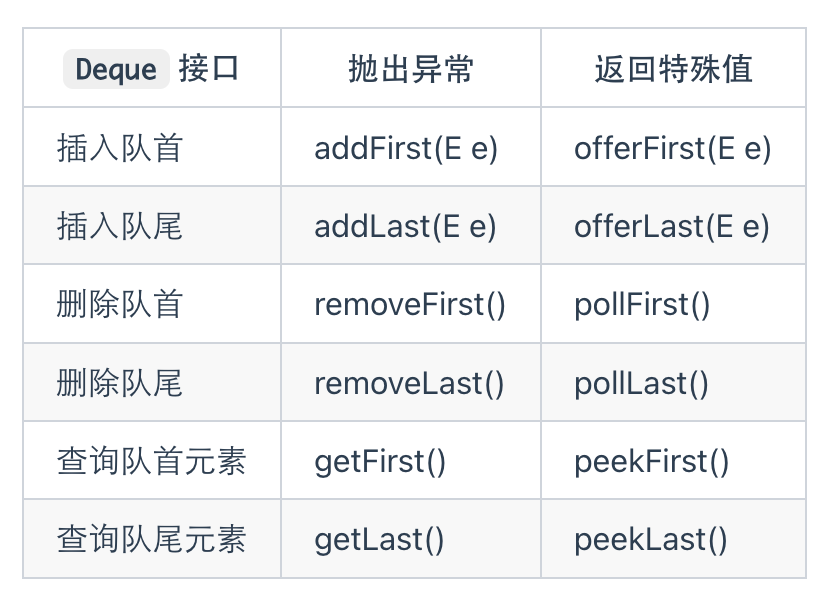 Deque 接口 抛出异常 返回特殊值
插入队首 addFirst(E e) offerFirst(E e)
插入队尾 addLast(E e) offerLast(E e)
删除队首 removeFirst() pollFirst()
删除队尾 removeLast() pollLast()
查询队首元素 getFirst() peekFirst()
查询队尾元素 getLast() peekLast()